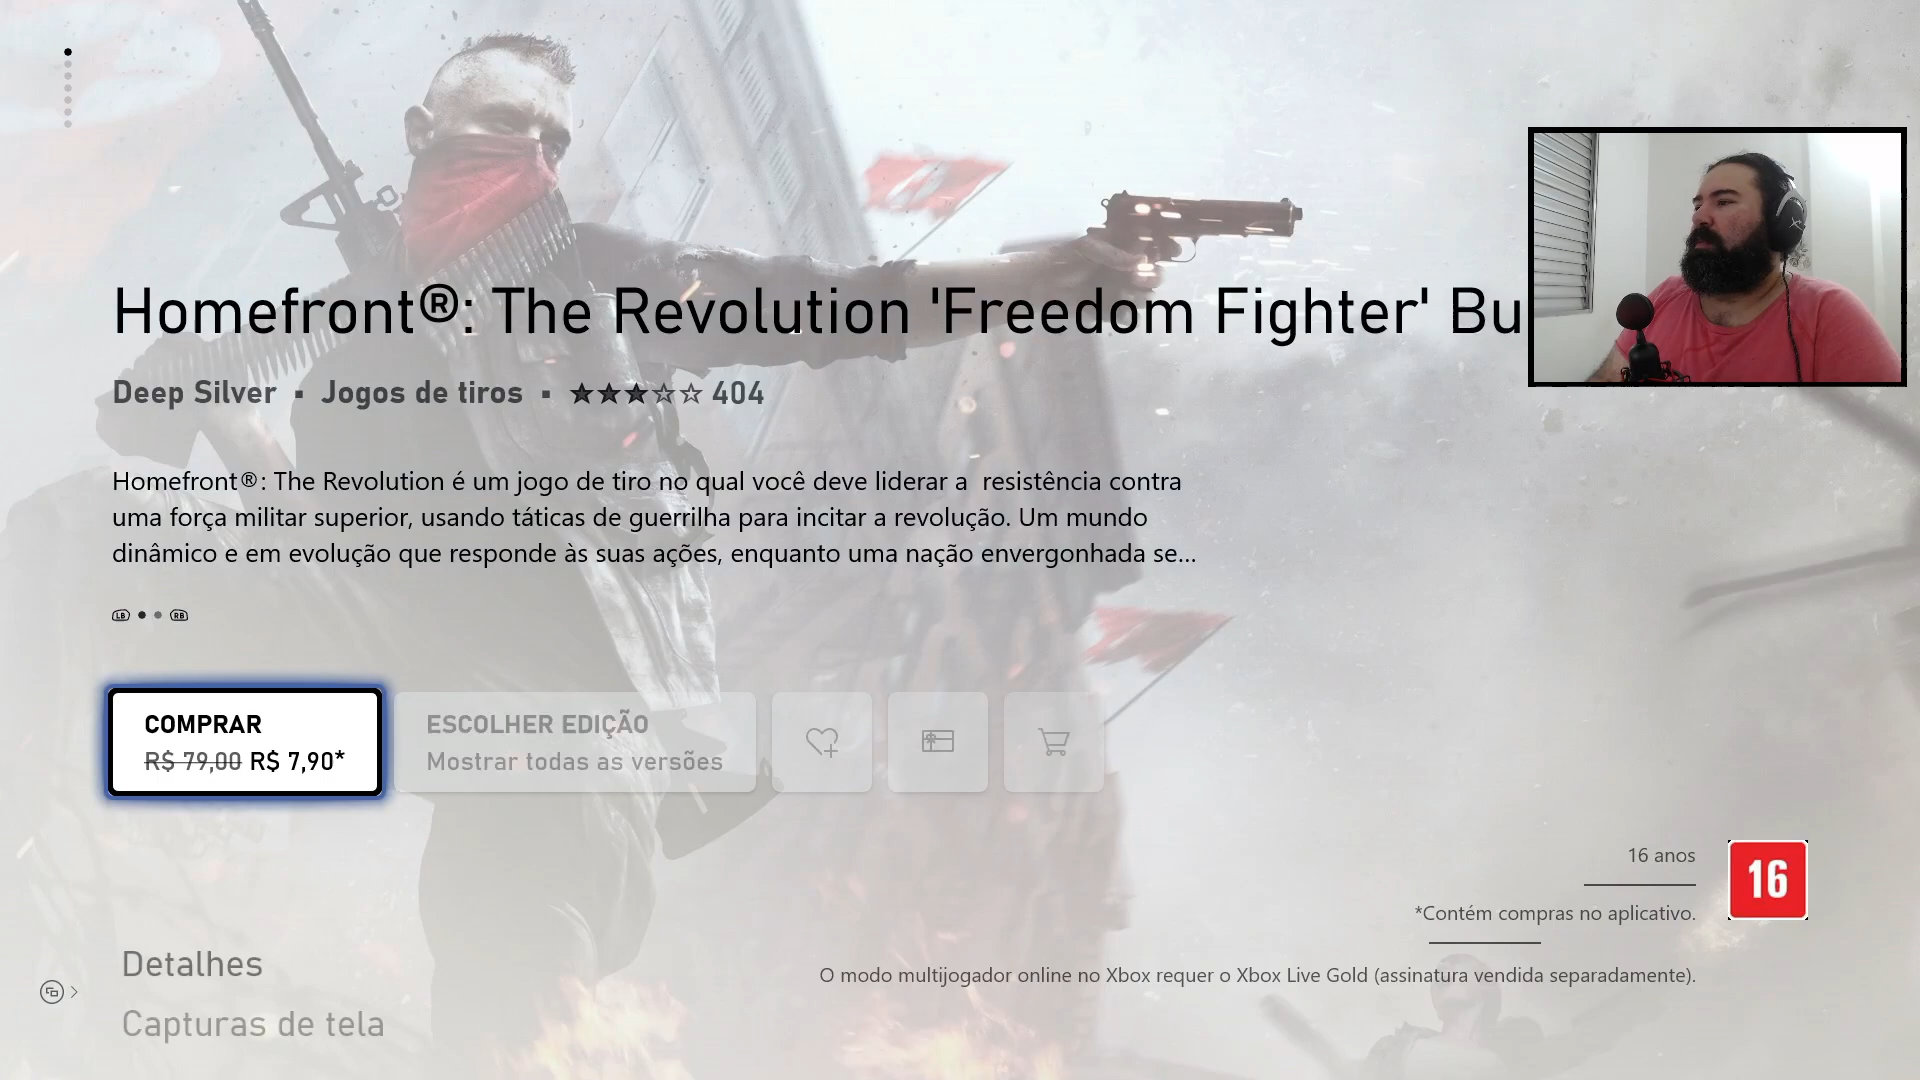 Homefront®: The Revolution 'Freedom Fighter' Bu
Deep Silver ▪ Jogos de tiros ▪ ★★★☆☆ 404
Homefront®: The Revolution é um jogo de tiro no qual você deve liderar a  resistência contra
uma força militar superior, usando táticas de guerrilha para incitar a revolução. Um mundo
dinâmico e em evolução que responde às suas ações, enquanto uma nação envergonhada se...
LB RB
COMPRAR
R$ 79,00 R$ 7,90*
ESCOLHER EDIÇÃO
Mostrar todas as versões
16 anos
16
*Contém compras no aplicativo.
O modo multijogador online no Xbox requer o Xbox Live Gold (assinatura vendida separadamente).
Detalhes
Capturas de tela